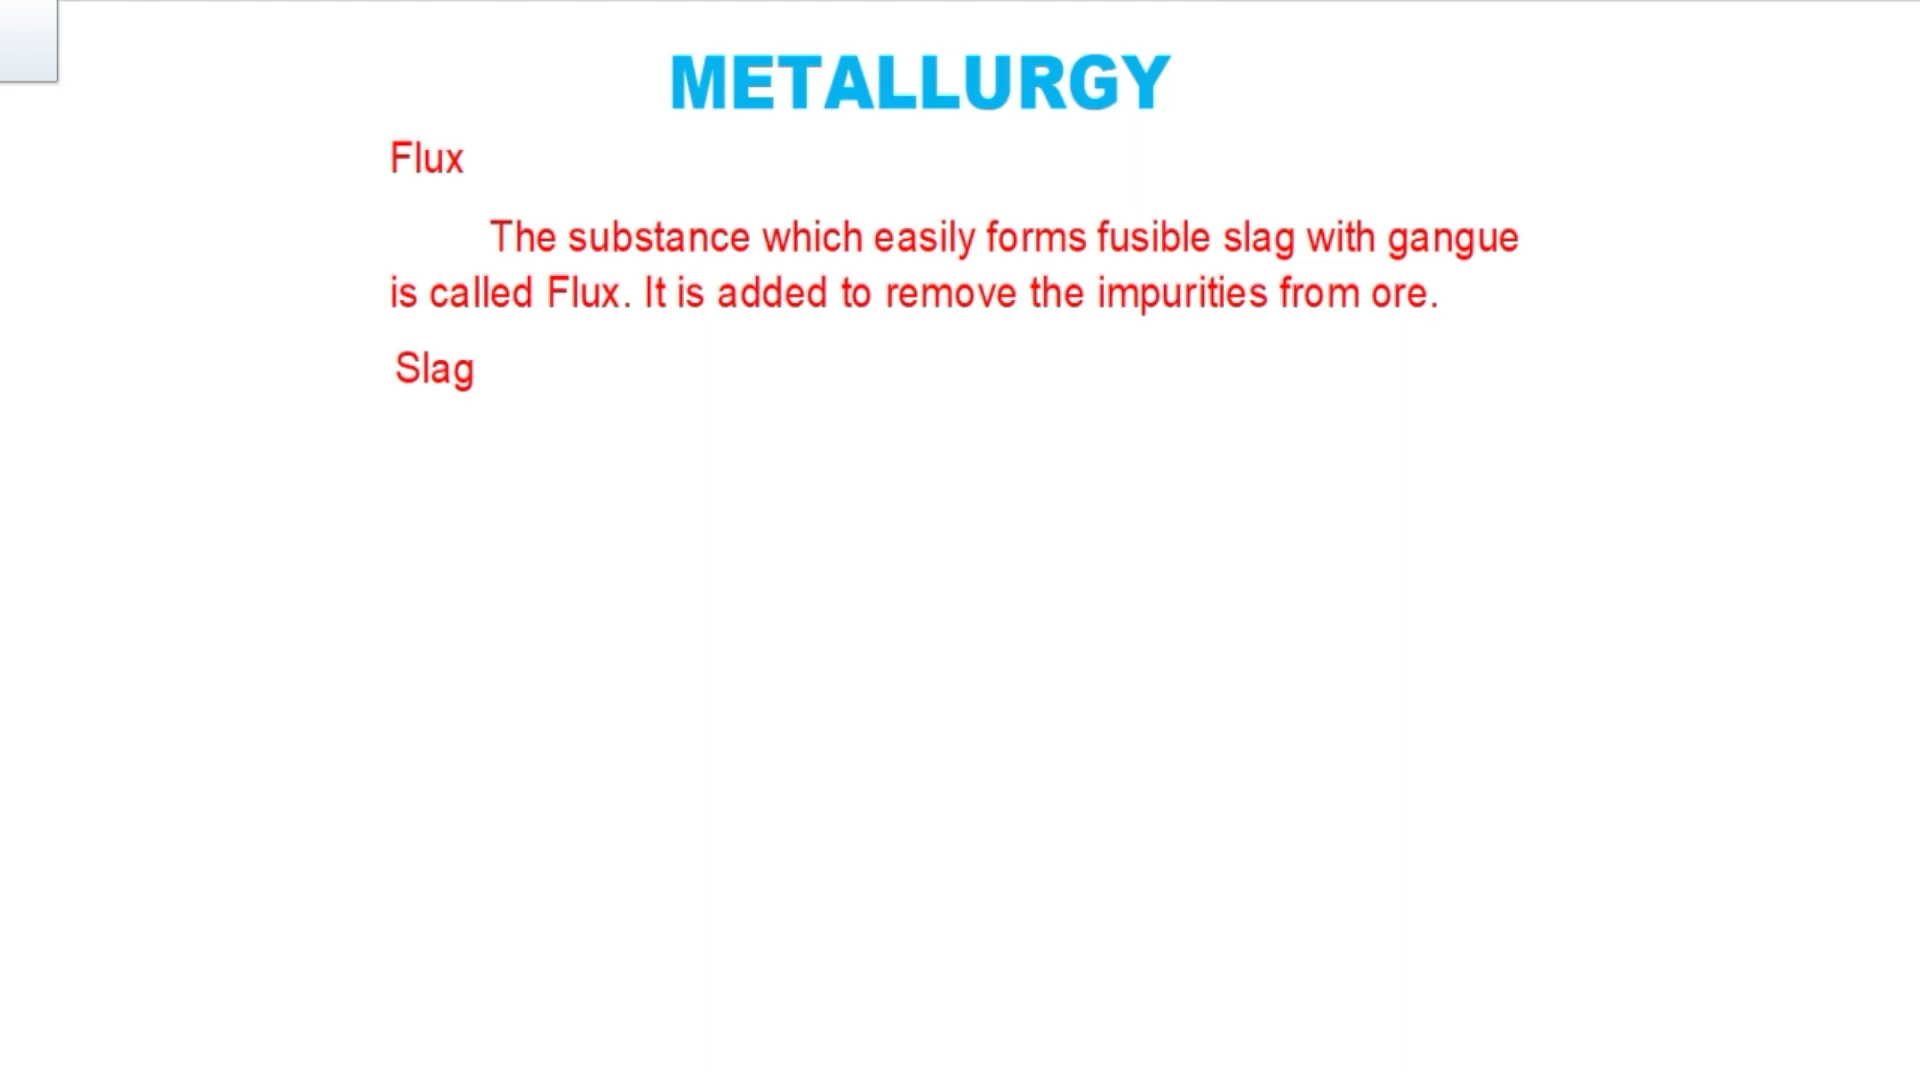 METALLURGY
Flux
The substance which easily forms fusible slag with gangue
is called Flux. It is added to remove the impurities from ore.
Slag